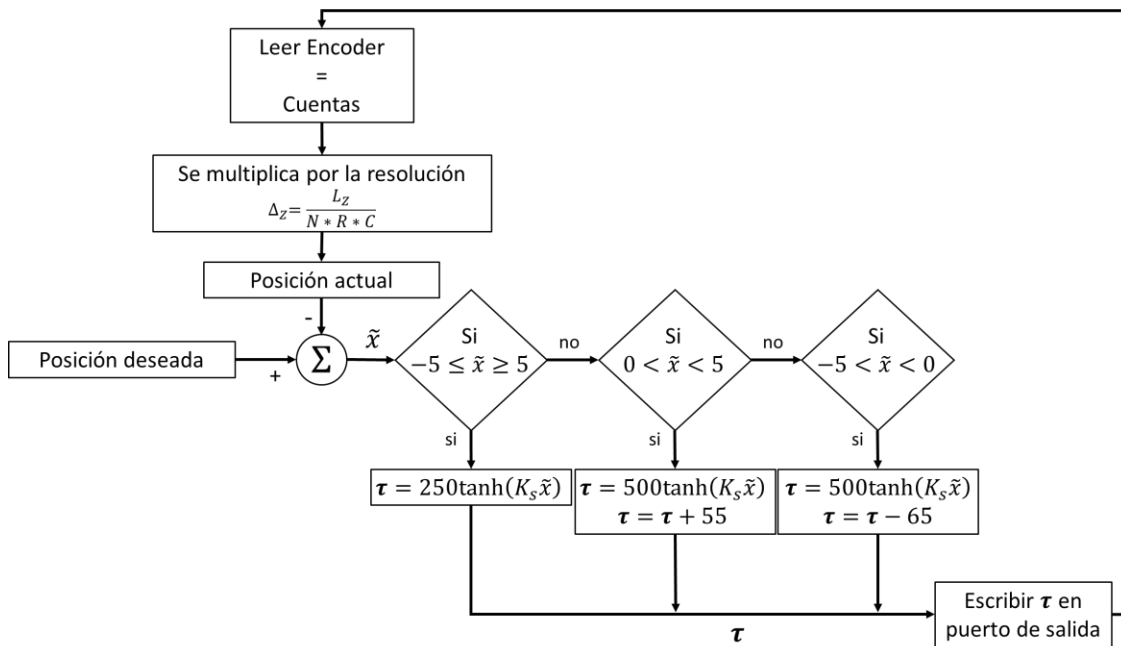 Leer Encoder
=
Cuentas
Se multiplica por la resolución
Δ_Z = L_Z / (N * R * C)
Posición actual
-
Posición deseada
+
Σ
x̃
Si
−5 ≤ x̃ ≥ 5
no
Si
0 < x̃ < 5
no
Si
−5 < x̃ < 0
si
si
si
τ = 250tanh(K_s x̃)
τ = 500tanh(K_s x̃)
τ = τ + 55
τ = 500tanh(K_s x̃)
τ = τ − 65
τ
Escribir τ en
puerto de salida